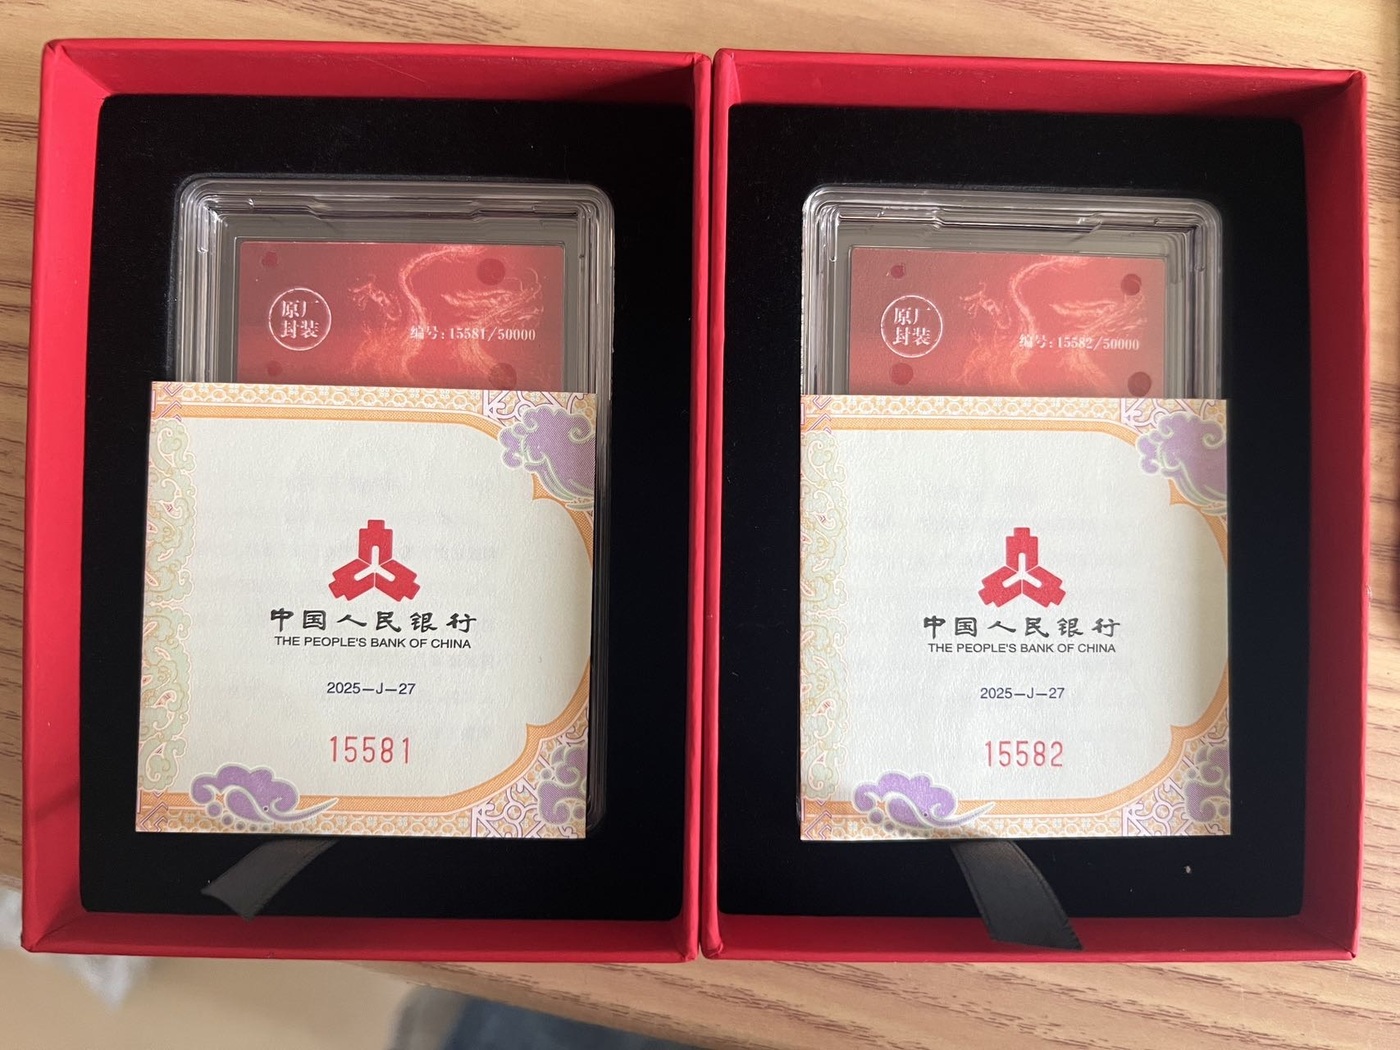 原厂
封装
编号:15581/50000
中国人民银行
THE PEOPLE'S BANK OF CHINA
2025—J—27
15581
原厂
封装
编号:15582/50000
中国人民银行
THE PEOPLE'S BANK OF CHINA
2025—J—27
15582